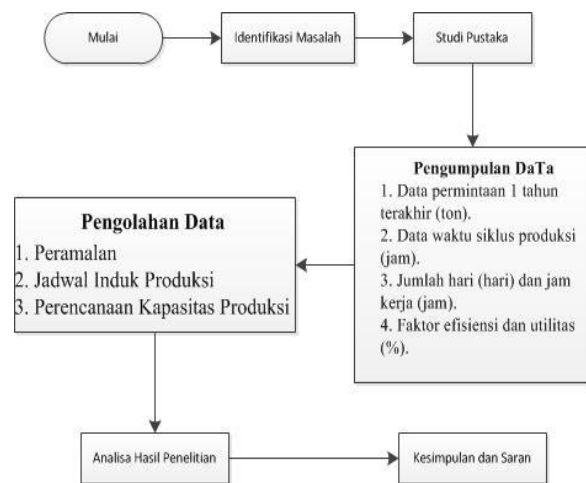 Mulai
Identifikasi Masalah
Studi Pustaka
Pengumpulan DaTa
1. Data permintaan 1 tahun
terakhir (ton).
2. Data waktu siklus produksi
(jam).
3. Jumlah hari (hari) dan jam
kerja (jam).
4. Faktor efisiensi dan utilitas
(%).
Pengolahan Data
1. Peramalan
2. Jadwal Induk Produksi
3. Perencanaan Kapasitas Produksi
Analisa Hasil Penelitian
Kesimpulan dan Saran